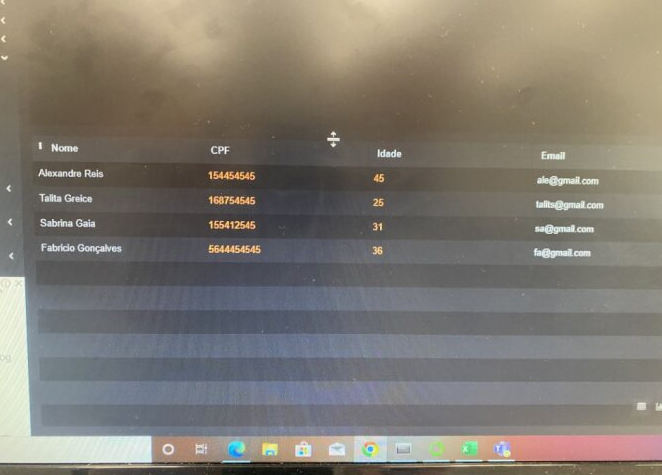 Nome CPF Idade Email
Alexandre Reis 154454545 45 ale@gmail.com
Talita Greice 168754545 25 talits@gmail.com
Sabrina Gaia 155412545 31 sa@gmail.com
Fabricio Gonçalves 5644454545 36 fa@gmail.com
og